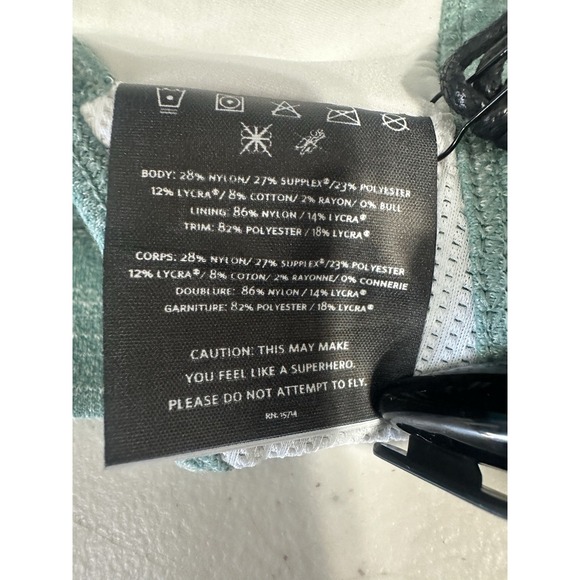 BODY: 28% NYLON/ 27% SUPPLEX®/23% POLYESTER
12% LYCRA®/ 8% COTTON/ 2% RAYON/ 0% BULL
LINING: 86% NYLON / 14% LYCRA®
TRIM: 82% POLYESTER / 18% LYCRA®
CORPS: 28% NYLON/ 27% SUPPLEX®/23% POLYESTER
12% LYCRA®/ 8% COTON/ 2% RAYONNE/ 0% CONNERIE
DOUBLURE: 86% NYLON / 14% LYCRA®
GARNITURE: 82% POLYESTER / 18% LYCRA®
CAUTION: THIS MAY MAKE
YOU FEEL LIKE A SUPERHERO.
PLEASE DO NOT ATTEMPT TO FLY.
RN: 15714